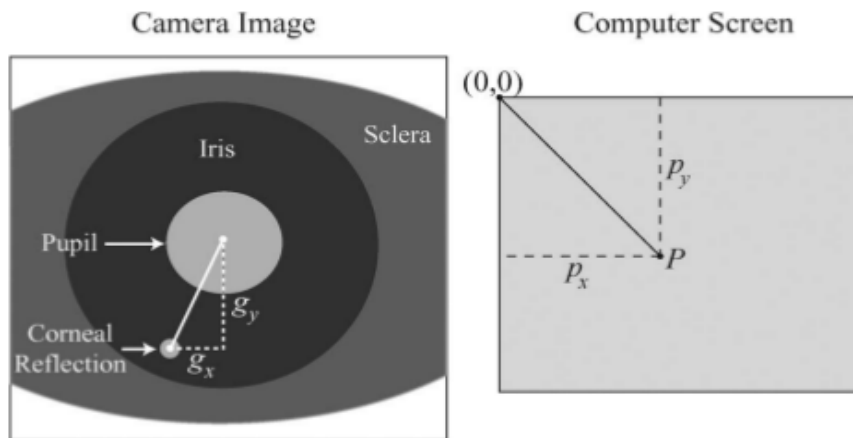 Camera Image
Iris
Sclera
Pupil
g_y
Corneal
Reflection
g_x
Computer Screen
(0,0)
p_y
P
p_x